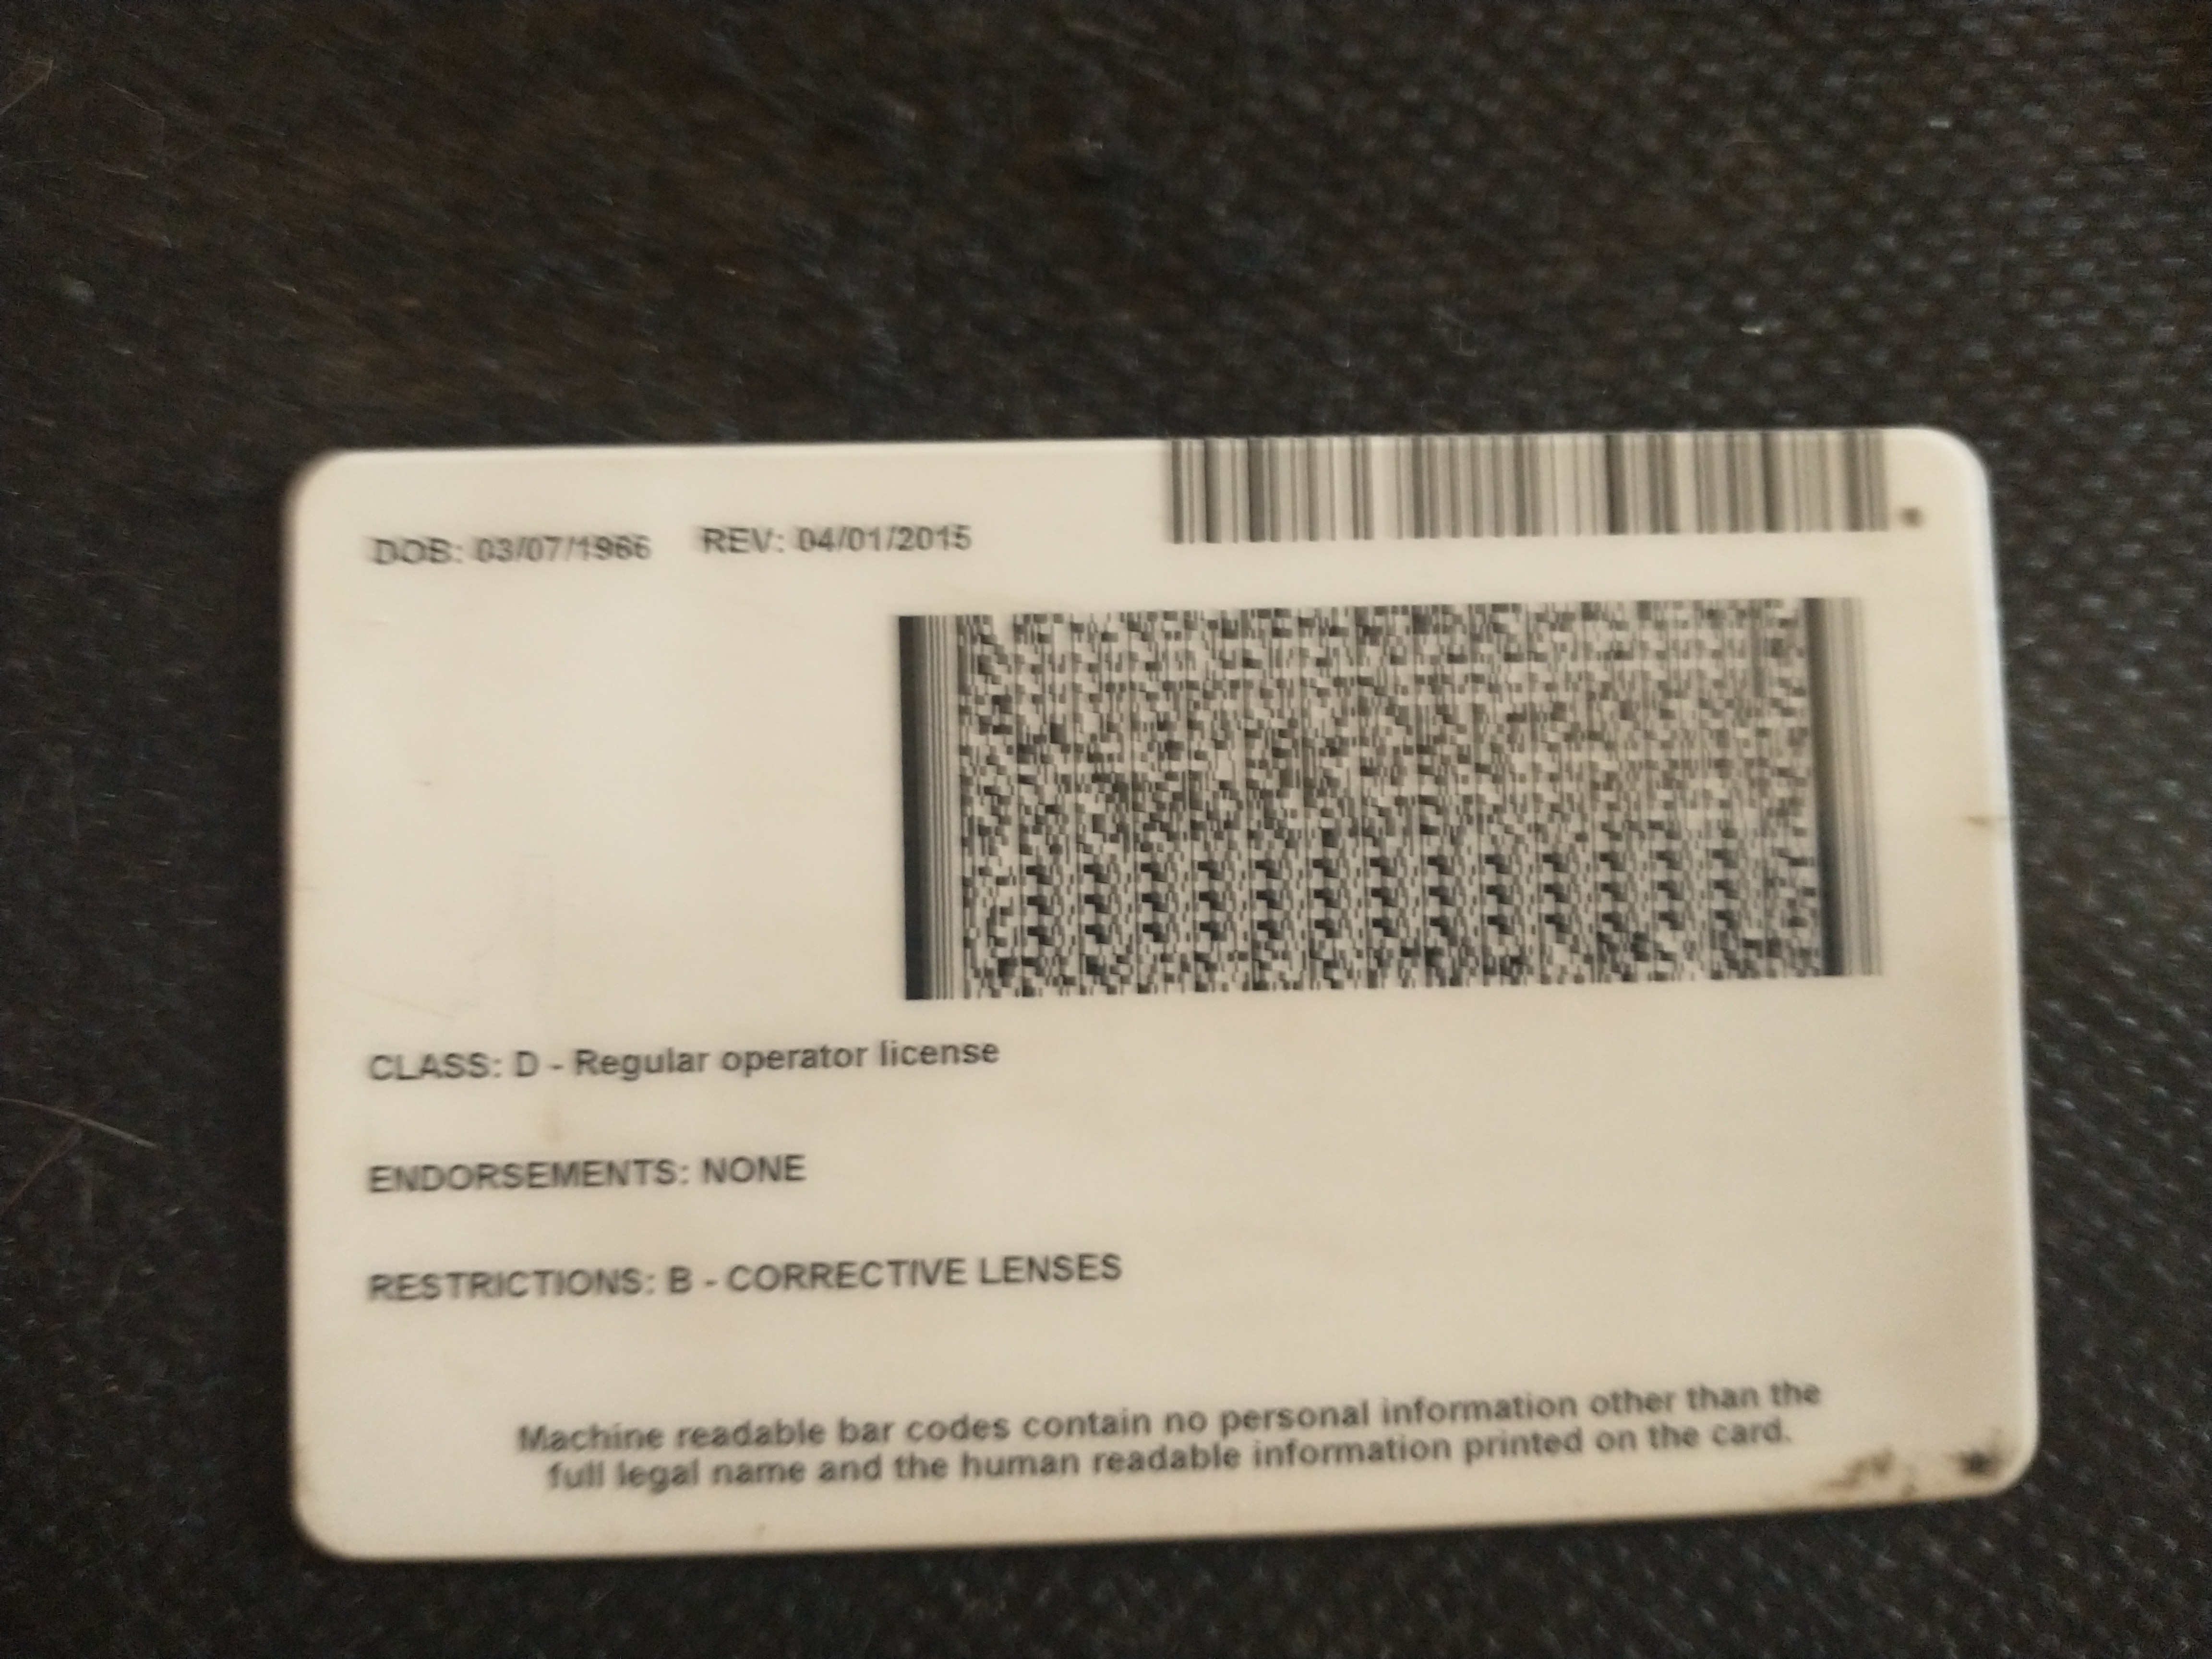 DOB: 03/07/1966 REV: 04/01/2015
CLASS: D - Regular operator license
ENDORSEMENTS: NONE
RESTRICTIONS: B - CORRECTIVE LENSES
Machine readable bar codes contain no personal information other than the
full legal name and the human readable information printed on the card.